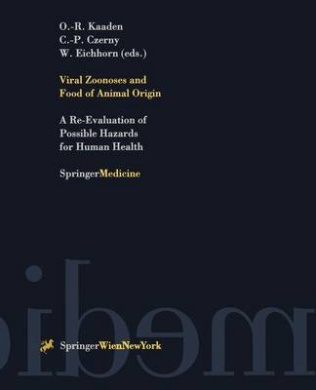 O.-R. Kaaden
C.-P. Czerny
W. Eichhorn (eds.)
Viral Zoonoses and
Food of Animal Origin
A Re-Evaluation of
Possible Hazards
for Human Health
SpringerMedicine
medic
SpringerWienNewYork